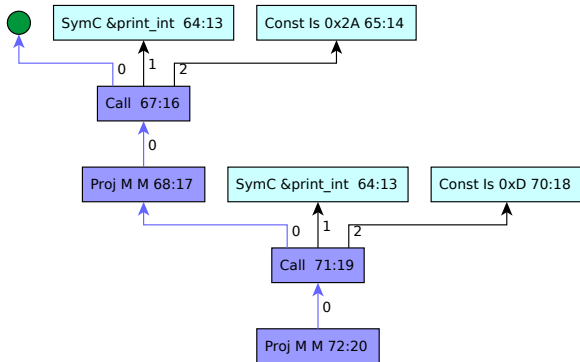 SymC &print_int 64:13
Const Is 0x2A 65:14
0
1
2
Call 67:16
0
Proj M M 68:17
SymC &print_int 64:13
Const Is 0xD 70:18
0
1
2
Call 71:19
0
Proj M M 72:20